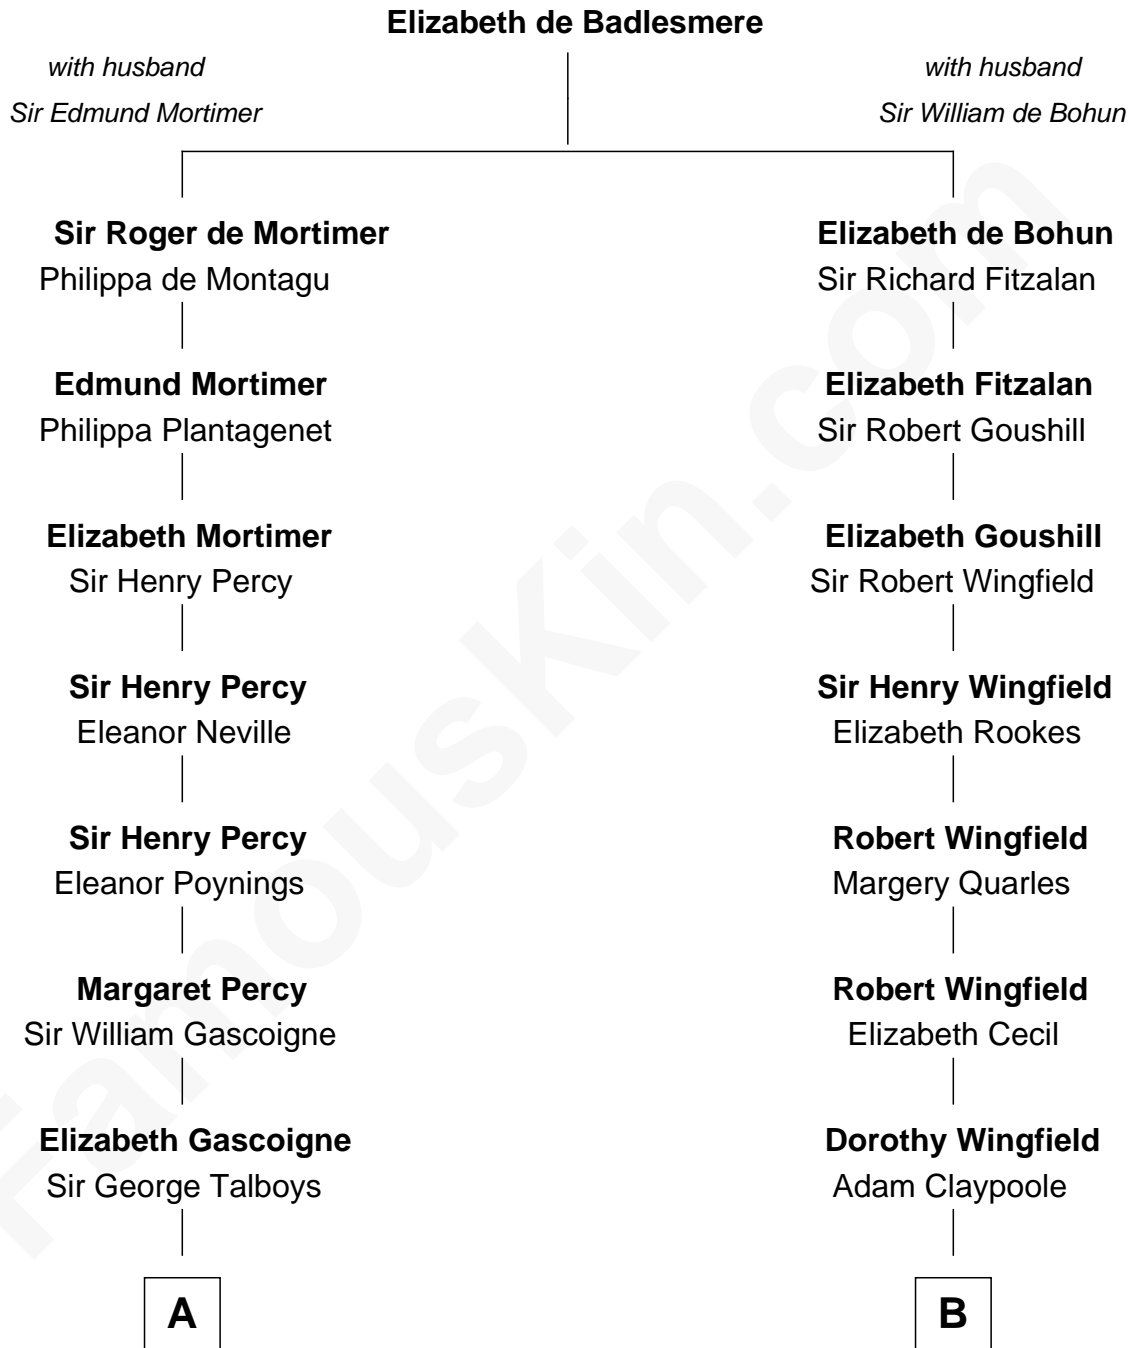 Elizabeth de Badlesmere
with husband
Sir Edmund Mortimer
with husband
Sir William de Bohun
Sir Roger de Mortimer
Philippa de Montagu
Edmund Mortimer
Philippa Plantagenet
Elizabeth Mortimer
Sir Henry Percy
Sir Henry Percy
Eleanor Neville
Sir Henry Percy
Eleanor Poynings
Margaret Percy
Sir William Gascoigne
Elizabeth Gascoigne
Sir George Talboys
A
Elizabeth de Bohun
Sir Richard Fitzalan
Elizabeth Fitzalan
Sir Robert Goushill
Elizabeth Goushill
Sir Robert Wingfield
Sir Henry Wingfield
Elizabeth Rookes
Robert Wingfield
Margery Quarles
Robert Wingfield
Elizabeth Cecil
Dorothy Wingfield
Adam Claypoole
B
FamousKin.com